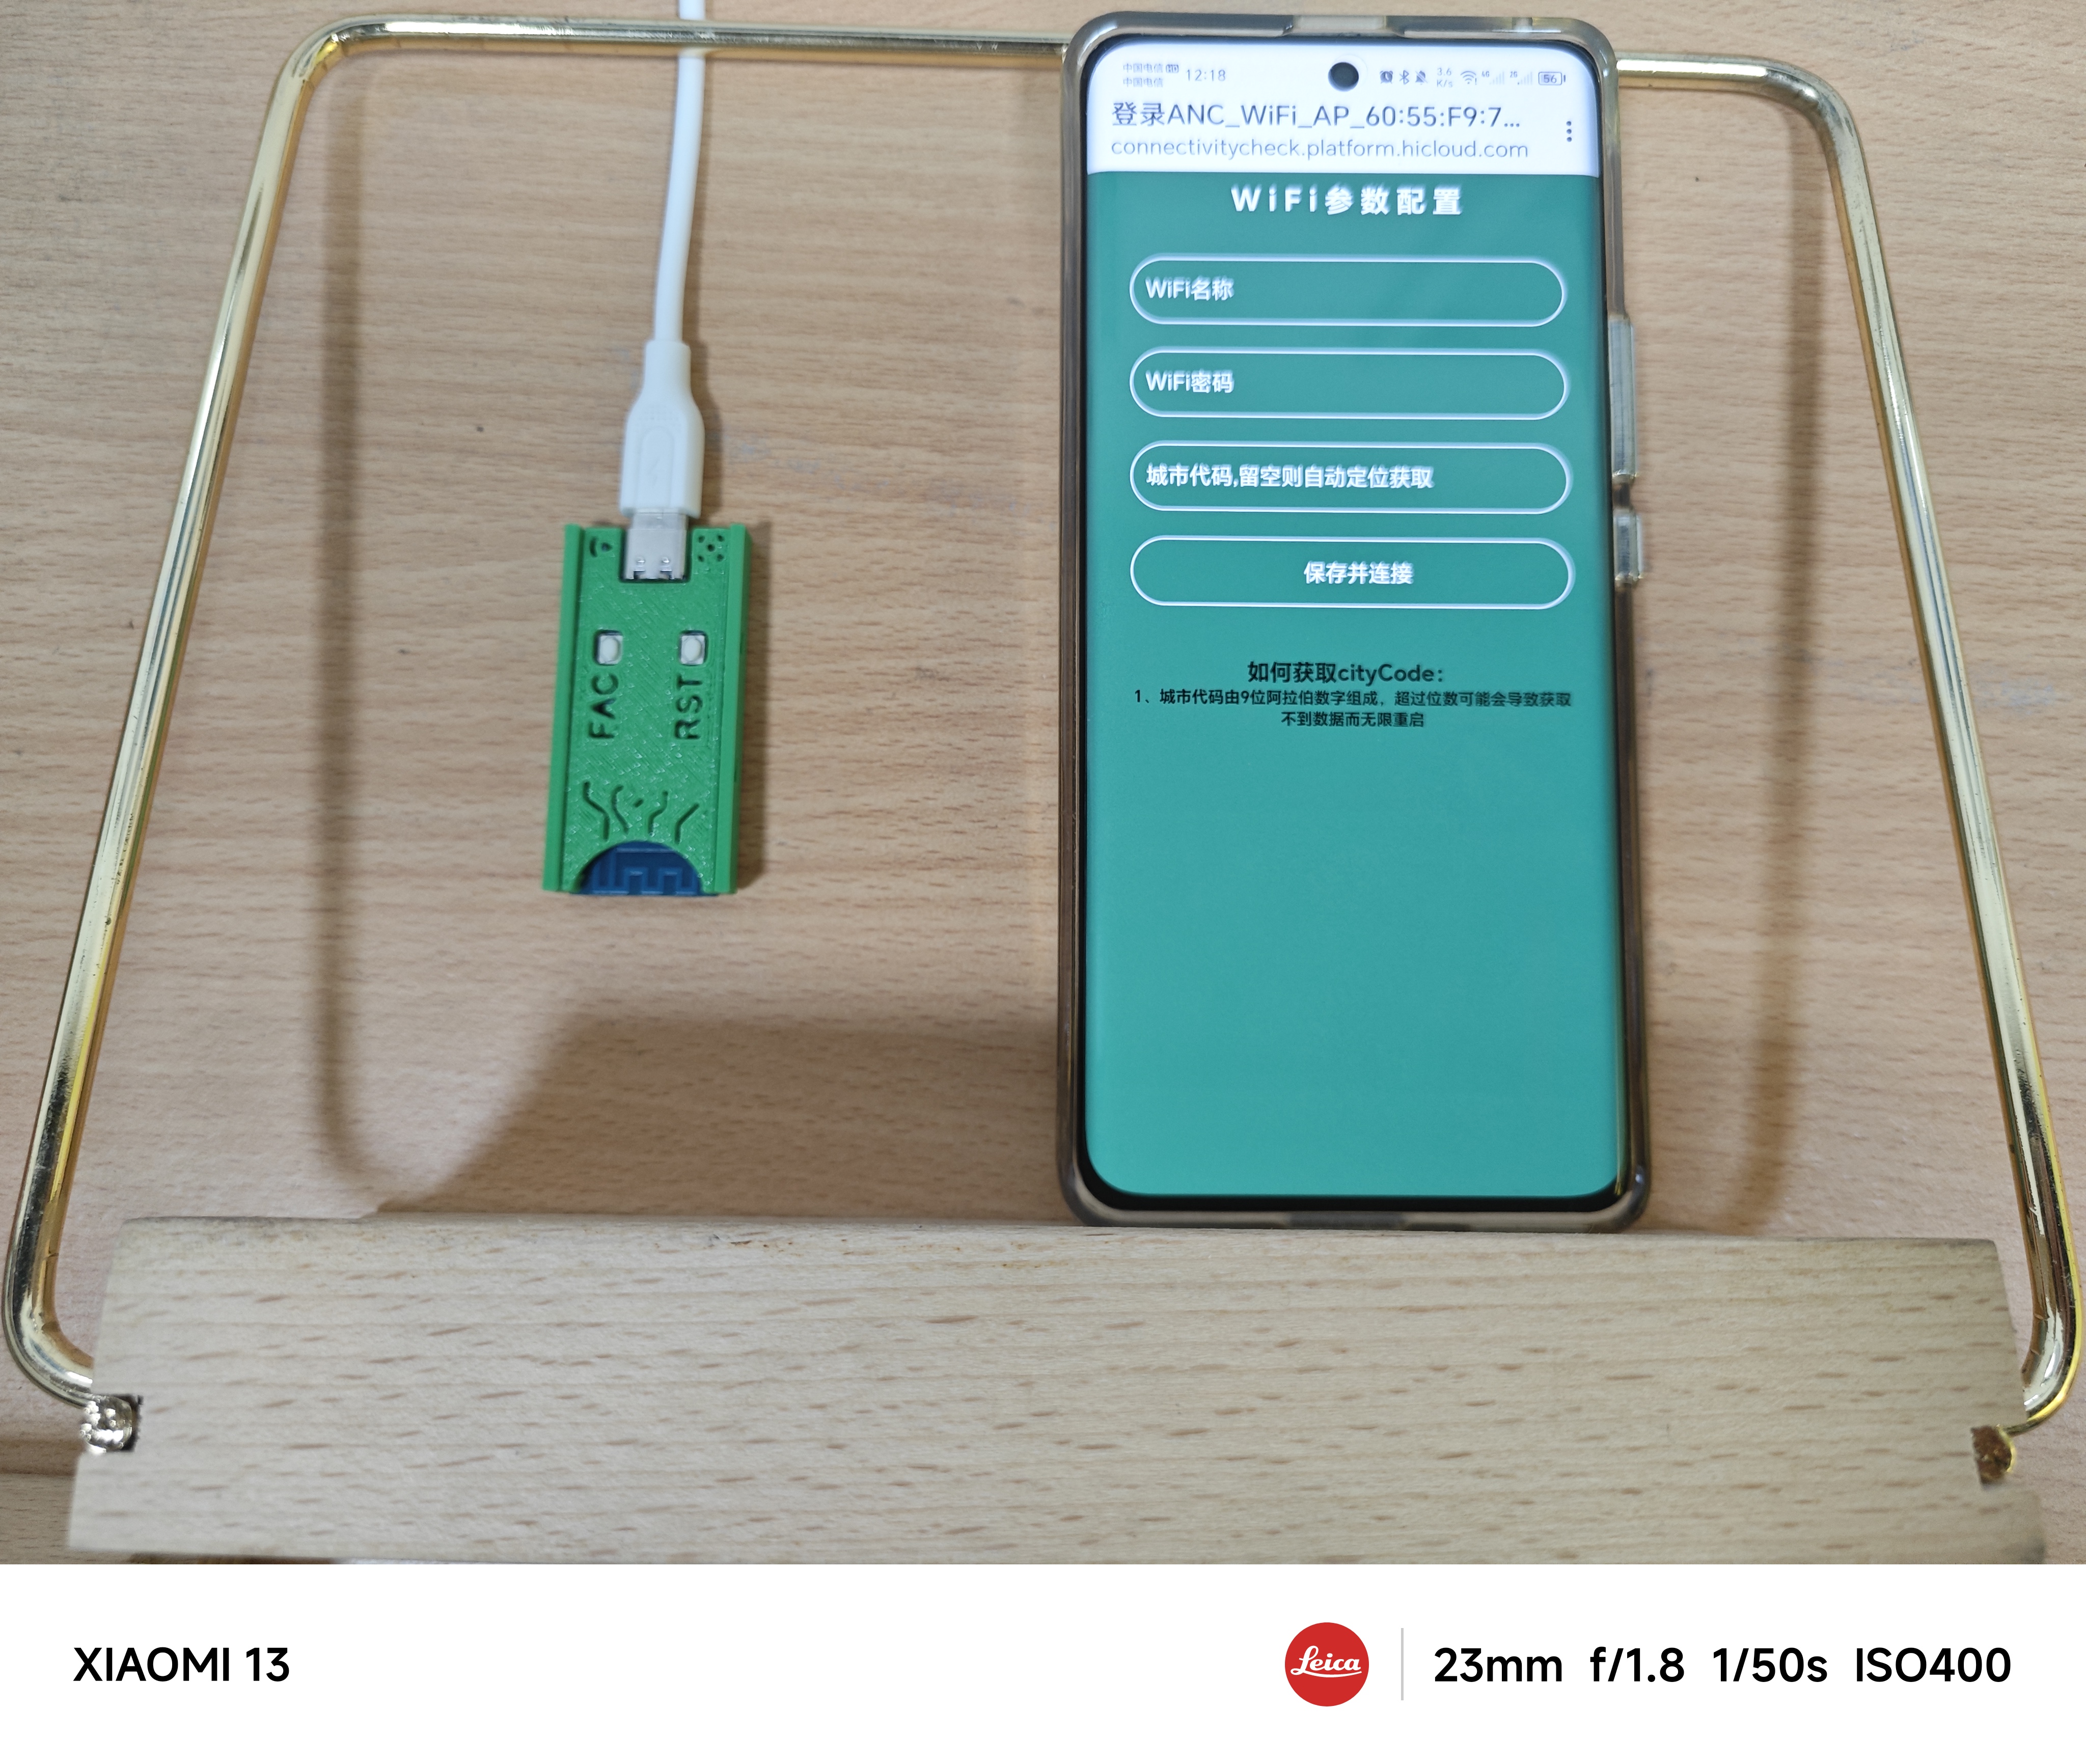 中国电信HD
中国电信
12:18
3.6
K/s
56
登录ANC_WiFi_AP_60:55:F9:7...
connectivitycheck.platform.hicloud.com
WiFi参数配置
WiFi名称
WiFi密码
城市代码,留空则自动定位获取
保存并连接
如何获取cityCode:
1、城市代码由9位阿拉伯数字组成，超过位数可能会导致获取
不到数据而无限重启
FAC
RST
XIAOMI 13
Leica
23mm f/1.8 1/50s ISO400